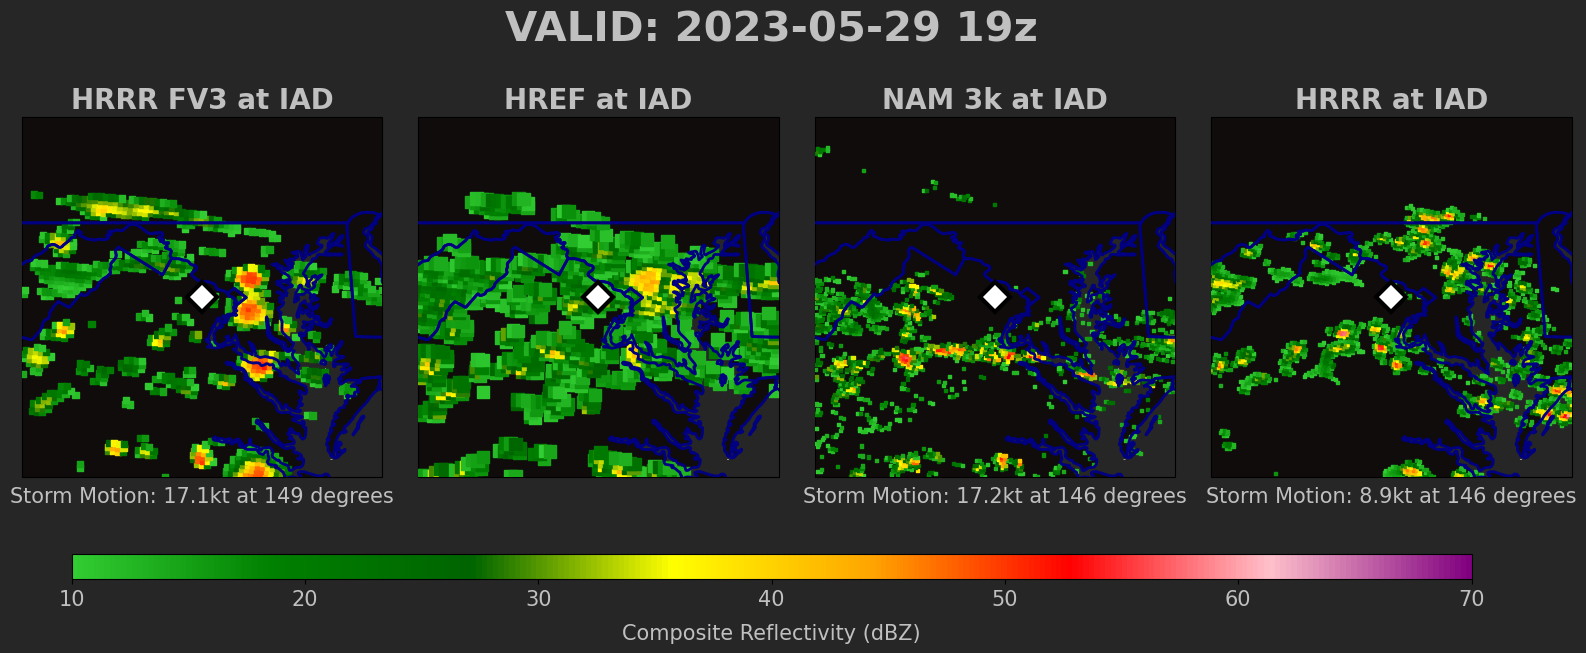 VALID: 2023-05-29 19z
HRRR FV3 at IAD
HREF at IAD
NAM 3k at IAD
HRRR at IAD
Storm Motion: 17.1kt at 149 degrees
Storm Motion: 17.2kt at 146 degrees
Storm Motion: 8.9kt at 146 degrees
10 20 30 40 50 60 70
Composite Reflectivity (dBZ)